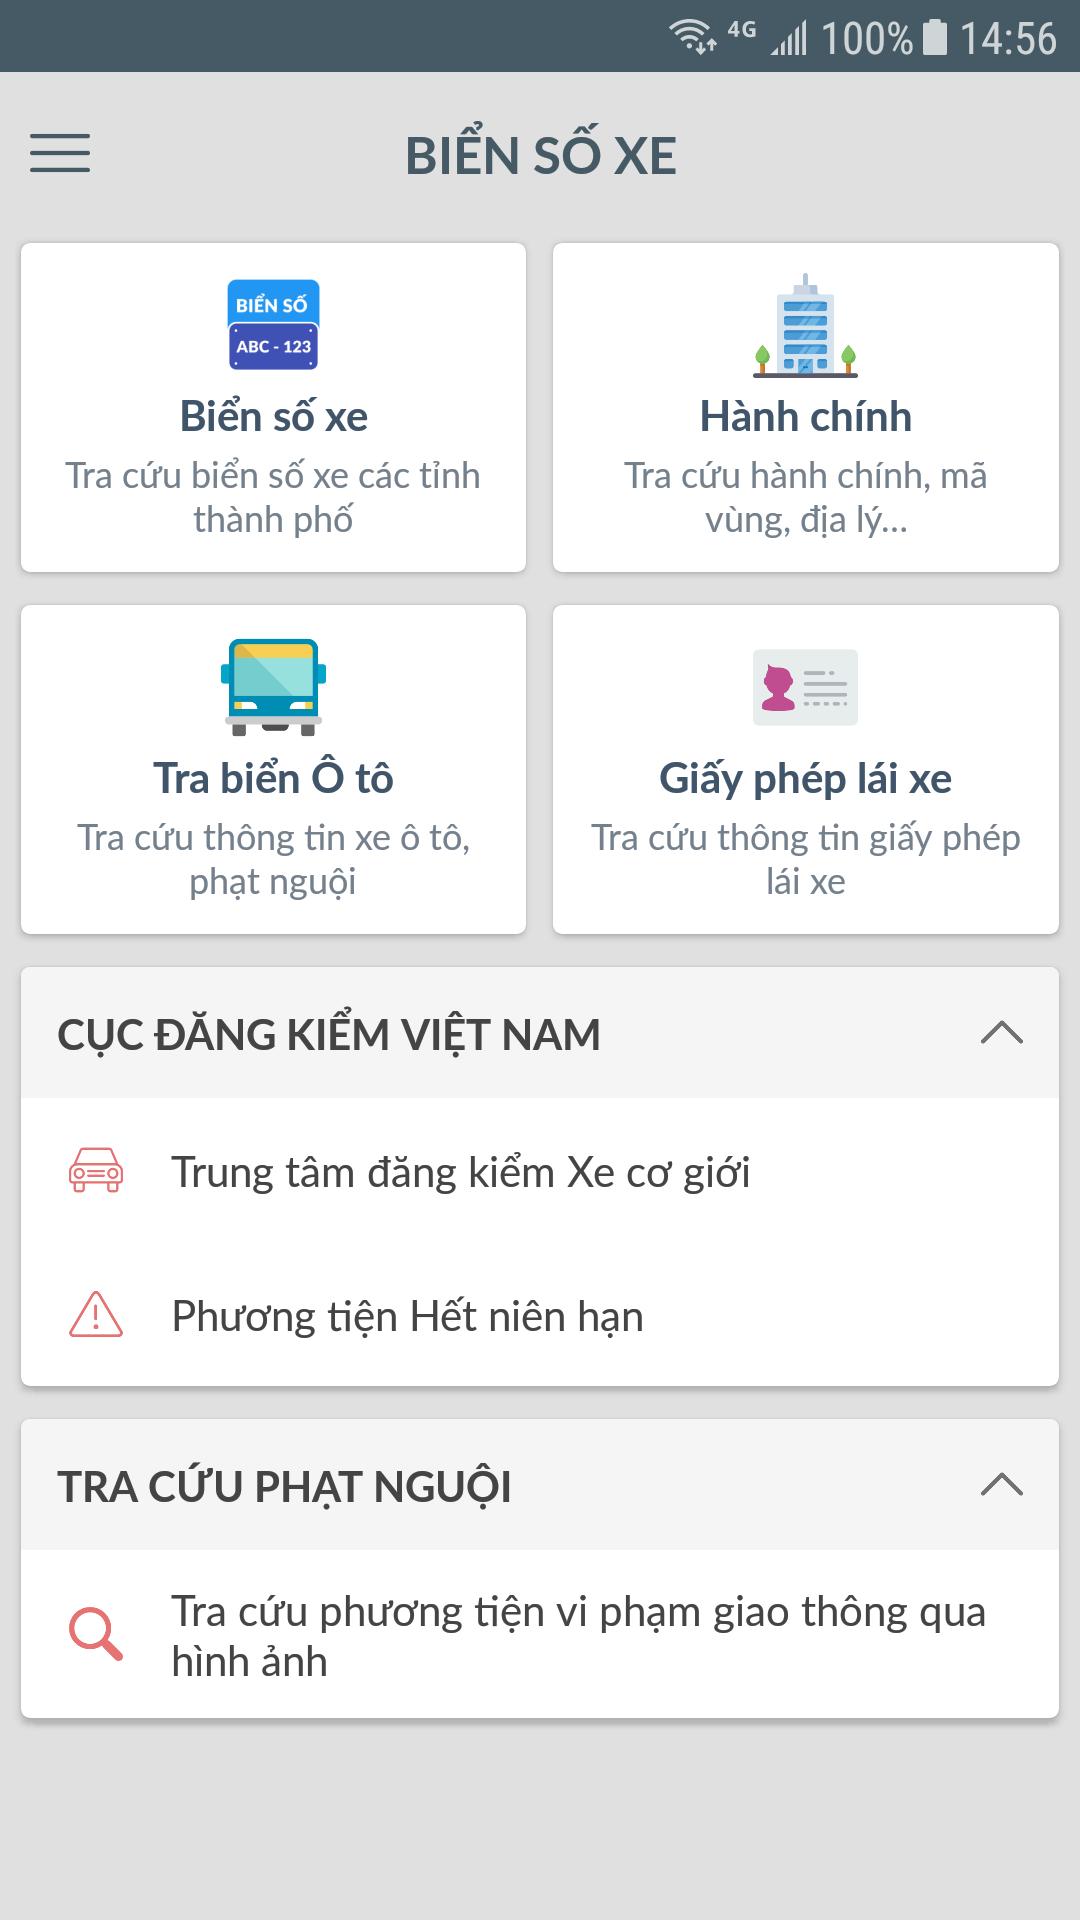 4G 100% 14:56
BIỂN SỐ XE
BIỂN SỐ
ABC - 123
Biển số xe
Tra cứu biển số xe các tỉnh
thành phố
Hành chính
Tra cứu hành chính, mã
vùng, địa lý...
Tra biển Ô tô
Tra cứu thông tin xe ô tô,
phạt nguội
Giấy phép lái xe
Tra cứu thông tin giấy phép
lái xe
CỤC ĐĂNG KIỂM VIỆT NAM
Trung tâm đăng kiểm Xe cơ giới
Phương tiện Hết niên hạn
TRA CỨU PHẠT NGUỘI
Tra cứu phương tiện vi phạm giao thông qua
hình ảnh